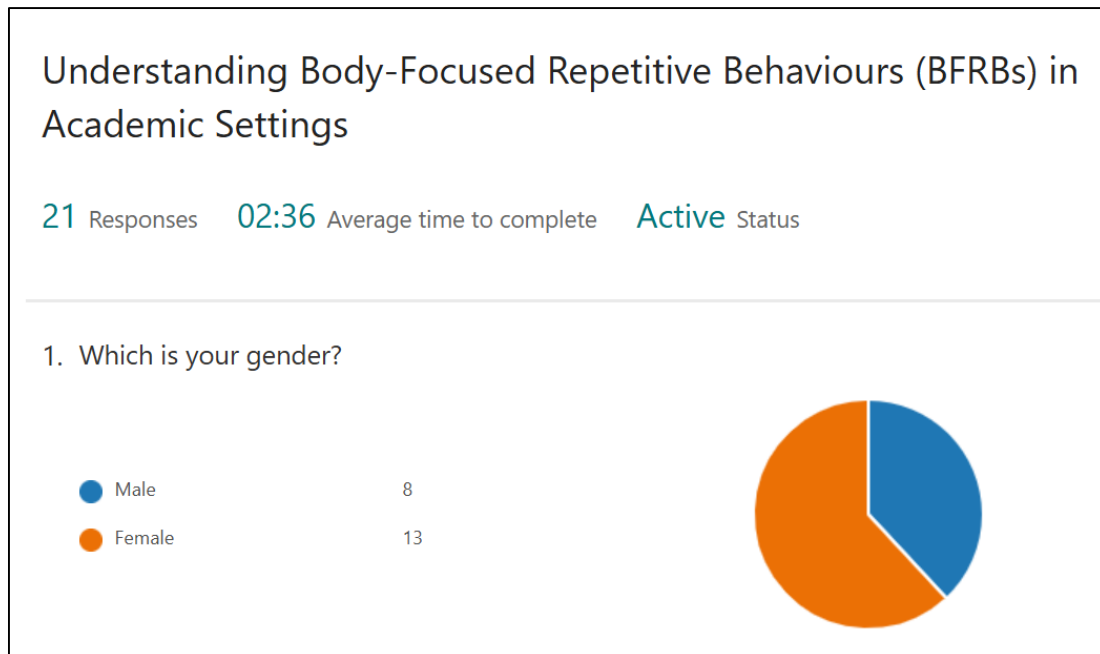 Understanding Body-Focused Repetitive Behaviours (BFRBs) in
Academic Settings
21 Responses 02:36 Average time to complete Active Status
1. Which is your gender?
Male 8
Female 13